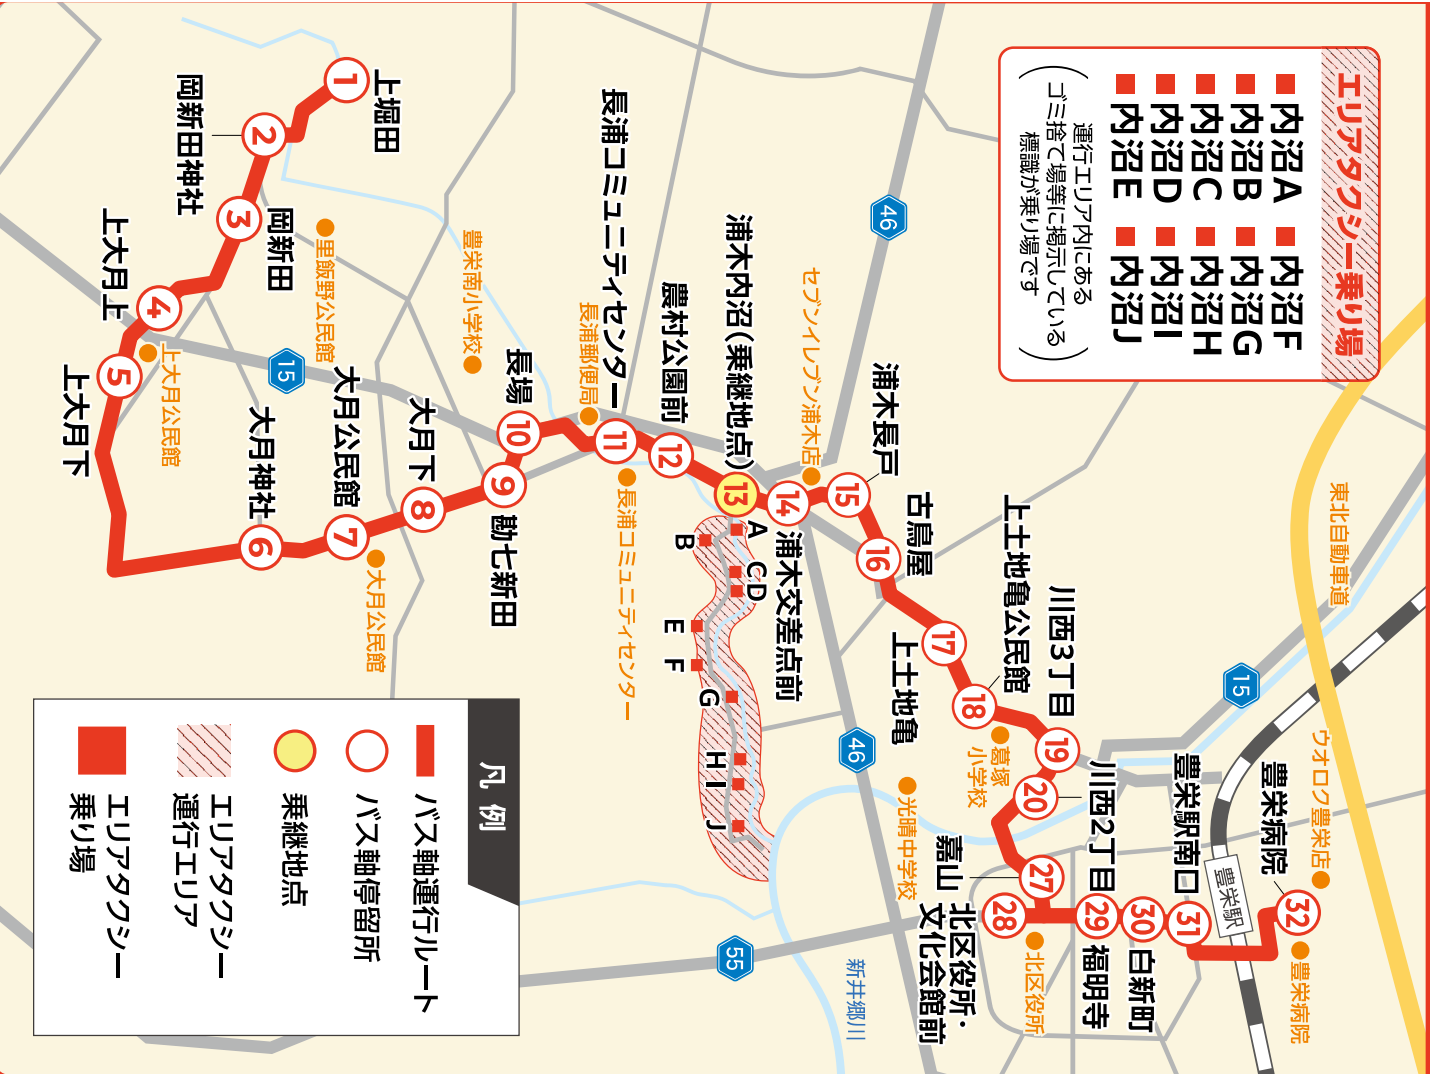 エリアタクシー乗り場
内沼A
内沼B
内沼C
内沼D
内沼E
内沼F
内沼G
内沼H
内沼I
内沼J
(運行エリア内にある
ゴミ捨て場等に掲示している
標識が乗り場です)
東北自動車道
46
15
15
46
55
1
上堀田
2
岡新田神社
3
岡新田
4
上大月上
5
上大月下
6
大月神社
7
大月公民館
8
大月下
9
勘七新田
10
長場
11
長浦コミュニティセンター
12
農村公園前
13
浦木内沼(乗継地点)
14
浦木交差点前
15
浦木長戸
16
古鳥屋
17
上土地亀
18
上土地亀公民館
19
川西3丁目
20
川西2丁目
27
嘉山
28
北区役所・
文化会館前
29
福明寺
30
白新町
31
豊栄駅南口
32
豊栄病院
里飯野公民館
上大月公民館
大月公民館
豊栄南小学校
長浦郵便局
長浦コミュニティセンター
セブンイレブン浦木店
葛塚
小学校
光晴中学校
北区役所
ウオロク豊栄店
豊栄病院
豊栄駅
新井郷川
A
B
C
D
E
F
G
H
I
J
凡 例
バス軸運行ルート
バス軸停留所
乗継地点
エリアタクシー
運行エリア
エリアタクシー
乗り場